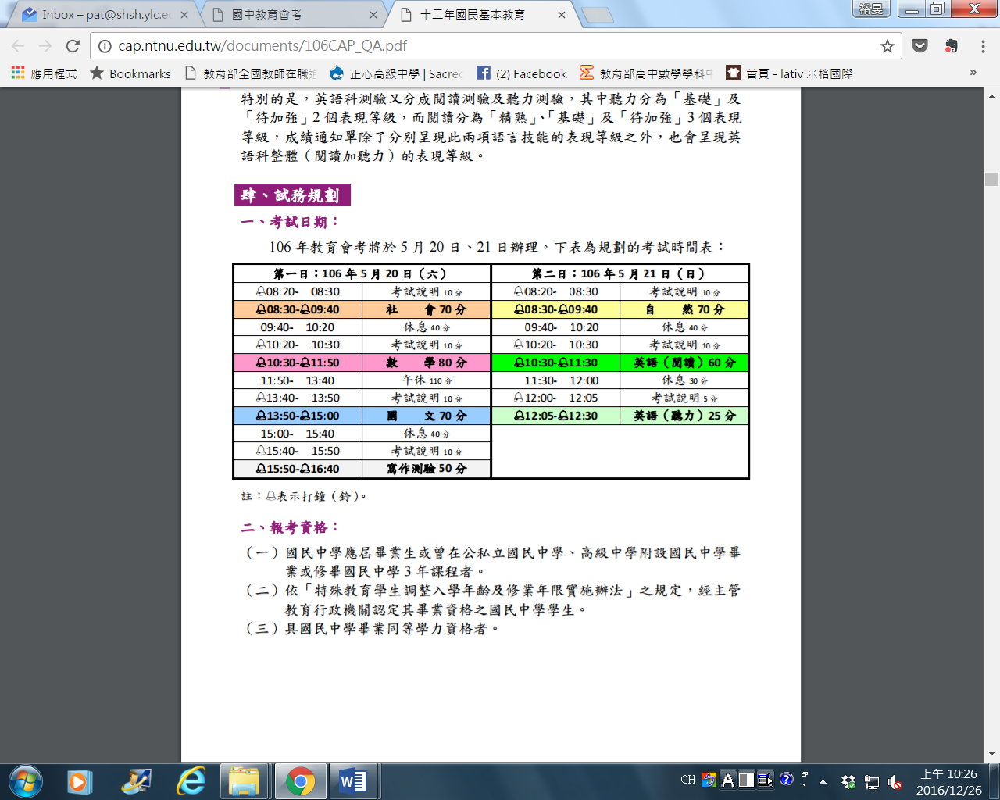 Inbox – pat@shsh.ylc.ec
國中教育會考
十二年國民基本教育
裕旻
cap.ntnu.edu.tw/documents/106CAP_QA.pdf
應用程式
Bookmarks
教育部全國教師在職進
正心高級中學 | Sacrec
(2) Facebook
教育部高中數學學科中
首頁 - lativ 米格國際
»
特別的是，英語科測驗又分成閱讀測驗及聽力測驗，其中聽力分為「基礎」及
「待加強」2 個表現等級，而閱讀分為「精熟」、「基礎」及「待加強」3 個表現
等級，成績通知單除了分別呈現此兩項語言技能的表現等級之外，也會呈現英
語科整體（閱讀加聽力）的表現等級。
肆、試務規劃
一、考試日期：
106 年教育會考將於 5 月 20 日、21 日辦理。下表為規劃的考試時間表：
第一日：106 年 5 月 20 日（六） 第二日：106 年 5 月 21 日（日）
08:20- 08:30 考試說明 10 分 08:20- 08:30 考試說明 10 分
08:30-09:40 社 會 70 分 08:30-09:40 自 然 70 分
09:40- 10:20 休息 40 分 09:40- 10:20 休息 40 分
10:20- 10:30 考試說明 10 分 10:20- 10:30 考試說明 10 分
10:30-11:50 數 學 80 分 10:30-11:30 英語（閱讀）60 分
11:50- 13:40 午休 110 分 11:30- 12:00 休息 30 分
13:40- 13:50 考試說明 10 分 12:00- 12:05 考試說明 5 分
13:50-15:00 國 文 70 分 12:05-12:30 英語（聽力）25 分
15:00- 15:40 休息 40 分
15:40- 15:50 考試說明 10 分
15:50-16:40 寫作測驗 50 分
註：表示打鐘（鈴）。
二、報考資格：
（一）國民中學應屆畢業生或曾在公私立國民中學、高級中學附設國民中學畢
業或修畢國民中學 3 年課程者。
（二）依「特殊教育學生調整入學年齡及修業年限實施辦法」之規定，經主管
教育行政機關認定其畢業資格之國民中學學生。
（三）具國民中學畢業同等學力資格者。
CH
上午 10:26
2016/12/26